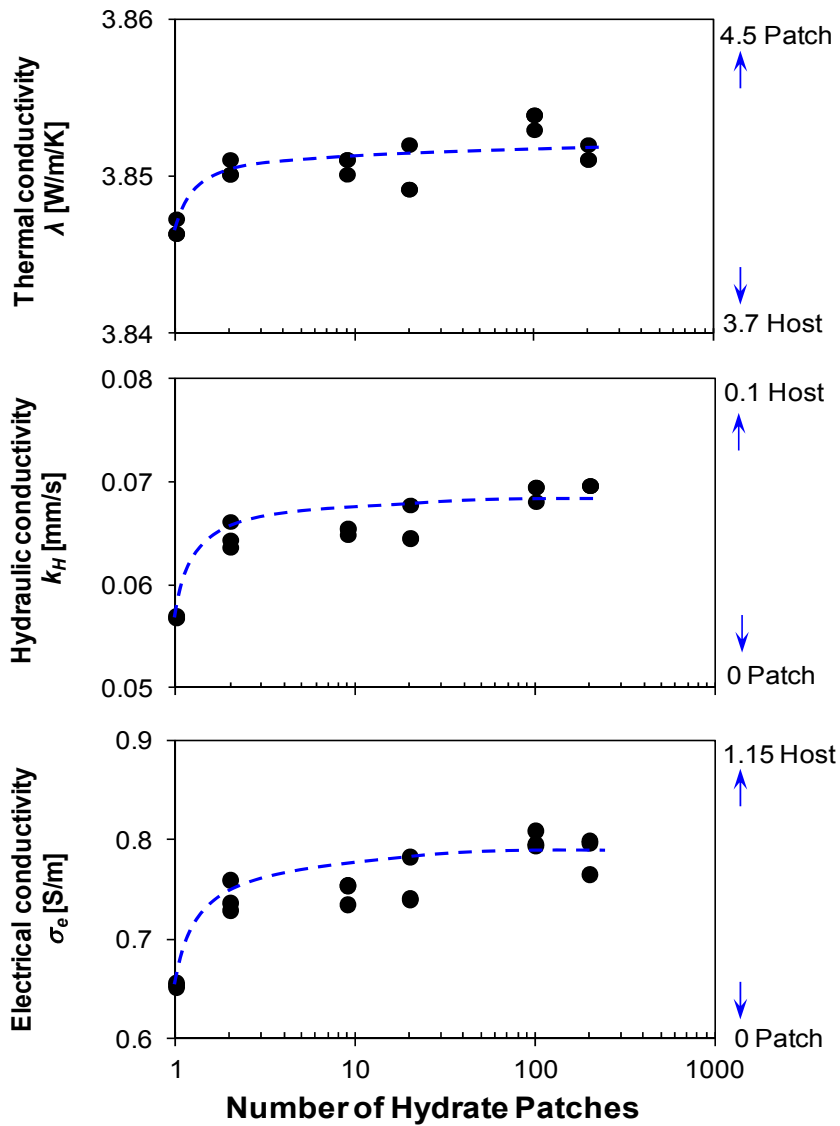 Thermal conductivity
λ [W/m/K]
3.86
3.85
3.84
4.5 Patch
3.7 Host
Hydraulic conductivity
kH [mm/s]
0.08
0.07
0.06
0.05
0.1 Host
0 Patch
Electrical conductivity
σe [S/m]
0.9
0.8
0.7
0.6
1.15 Host
0 Patch
1 10 100 1000
Number of Hydrate Patches